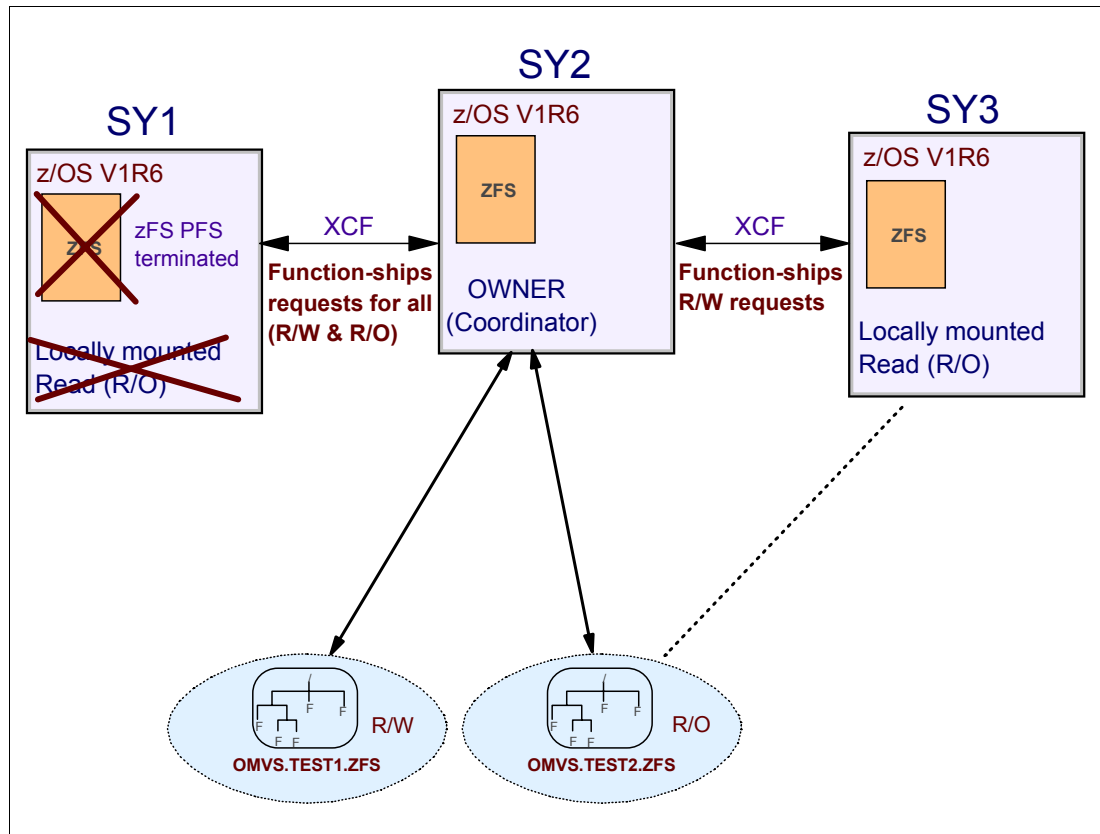 SY1
z/OS V1R6
ZFS
zFS PFS
terminated
Locally mounted
Read (R/O)
XCF
Function-ships
requests for all
(R/W & R/O)
SY2
z/OS V1R6
ZFS
OWNER
(Coordinator)
XCF
Function-ships
R/W requests
SY3
z/OS V1R6
ZFS
Locally mounted
Read (R/O)
/
F
F
F
F
F
R/W
OMVS.TEST1.ZFS
/
F
F
F
F
F
R/O
OMVS.TEST2.ZFS